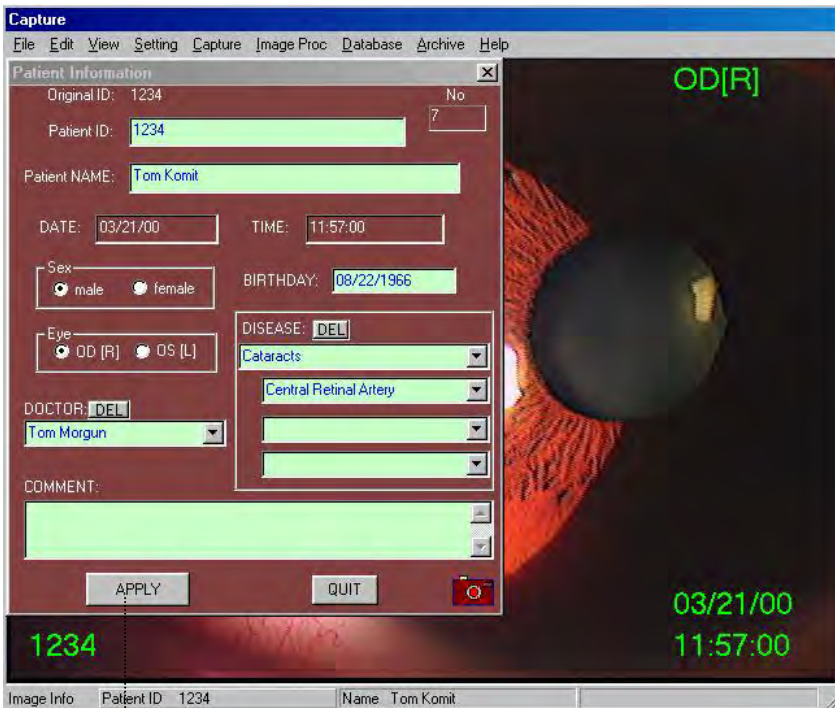 Capture
File Edit View Setting Capture Image Proc Database Archive Help
Patient Information
OD[R]
Original ID: 1234
No
7
Patient ID: 1234
Patient NAME: Tom Komit
DATE: 03/21/00 TIME: 11:57:00
Sex
male female
BIRTHDAY: 08/22/1966
Eye
OD [R] OS [L]
DISEASE: DEL
Cataracts
Central Retinal Artery
DOCTOR: DEL
Tom Morgun
COMMENT:
APPLY QUIT
03/21/00
1234 11:57:00
Image Info Patient ID 1234 Name Tom Komit